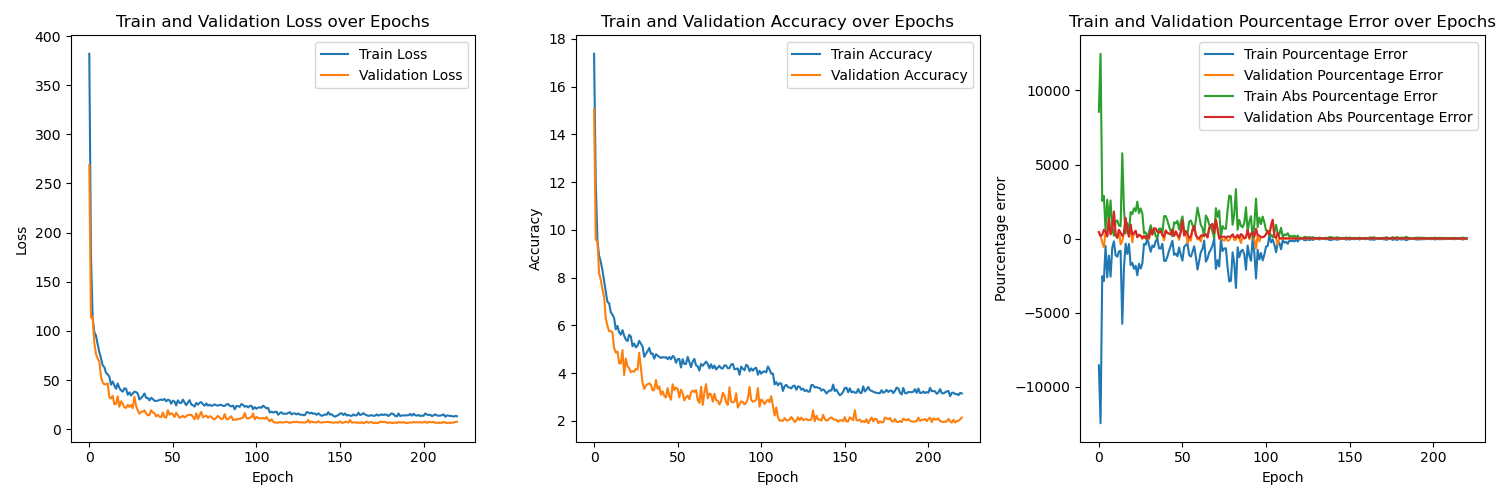 Train and Validation Loss over Epochs
400
350
300
250
200
150
100
50
0
Loss
0 50 100 150 200
Epoch
Train Loss
Validation Loss
Train and Validation Accuracy over Epochs
18
16
14
12
10
8
6
4
2
Accuracy
0 50 100 150 200
Epoch
Train Accuracy
Validation Accuracy
Train and Validation Pourcentage Error over Epochs
10000
5000
0
−5000
−10000
Pourcentage error
0 50 100 150 200
Epoch
Train Pourcentage Error
Validation Pourcentage Error
Train Abs Pourcentage Error
Validation Abs Pourcentage Error